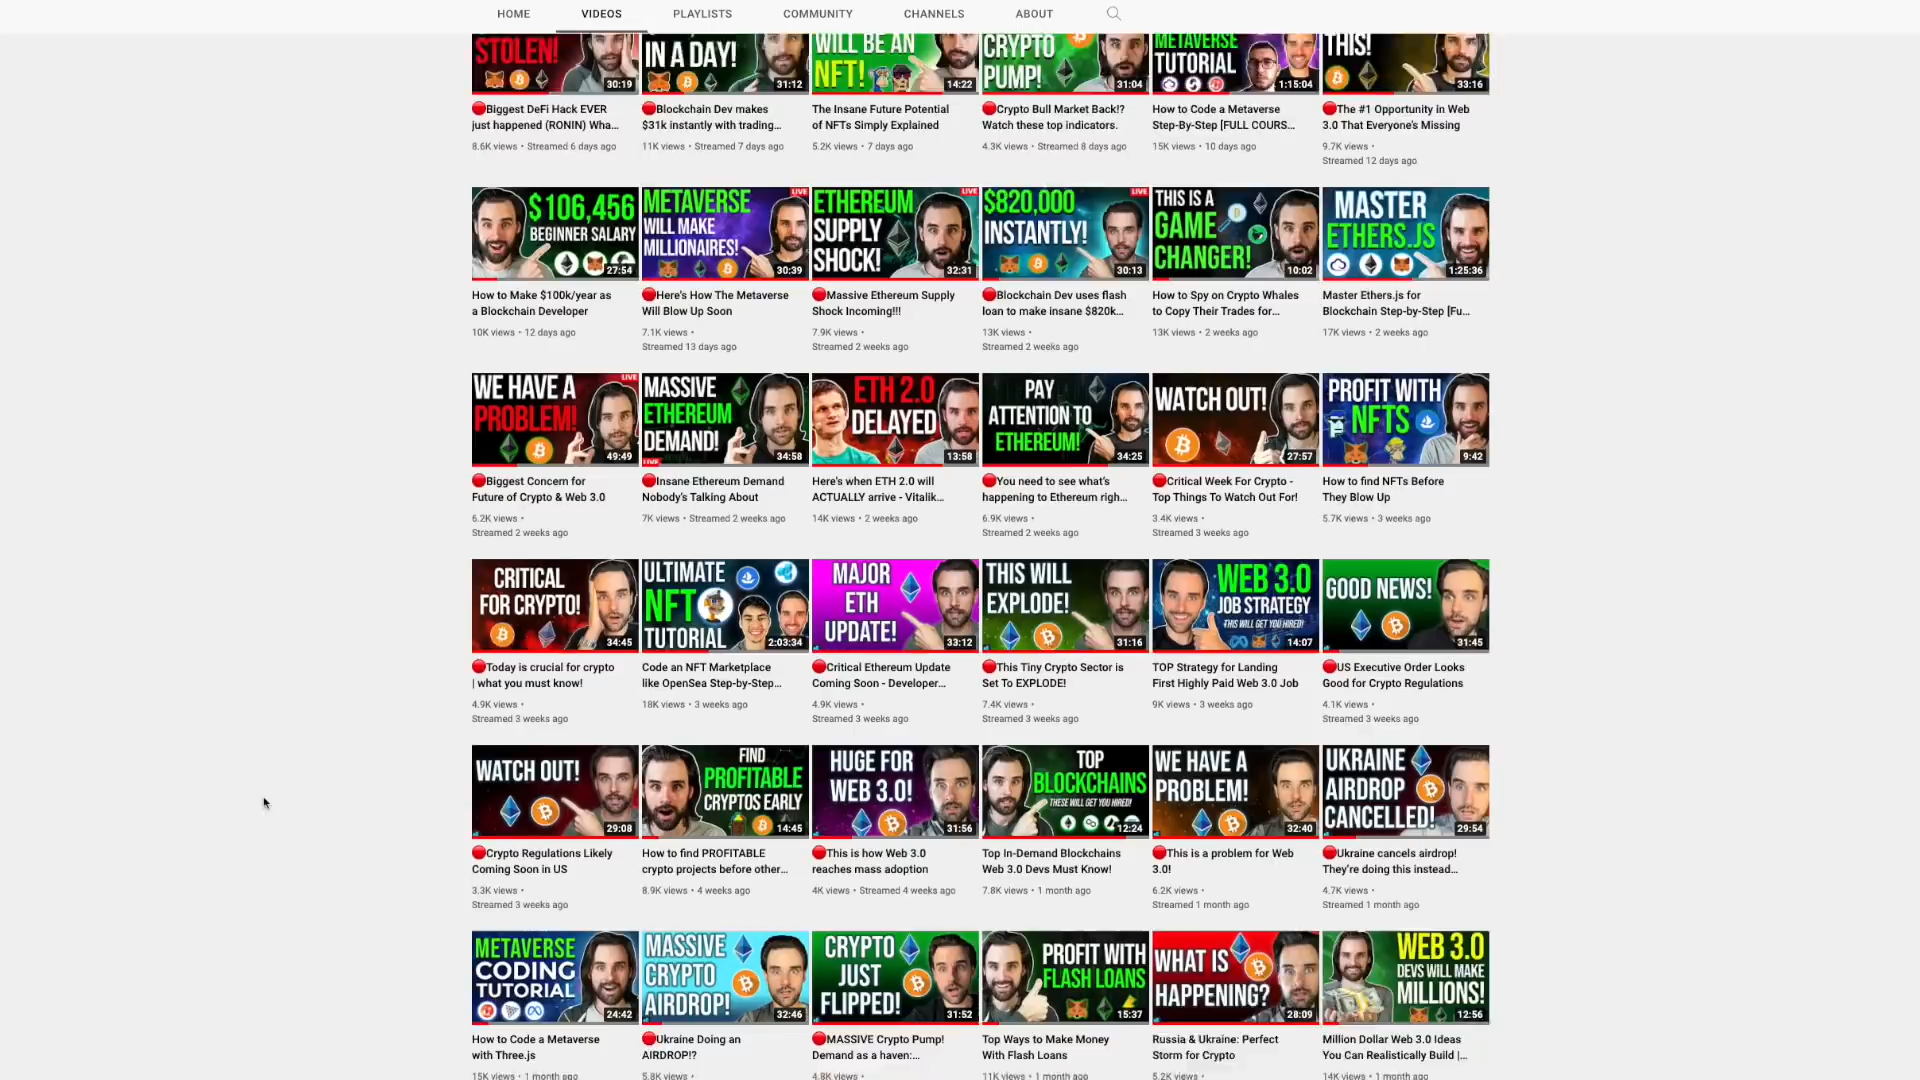 HOME VIDEOS PLAYLISTS COMMUNITY CHANNELS ABOUT
STOLEN!
30:19
IN A DAY!
31:12
WILL BE AN
NFT!
14:22
CRYPTO
PUMP!
31:04
METAVERSE
TUTORIAL
1:15:04
THIS!
33:16
🔴Biggest DeFi Hack EVER
just happened (RONIN) Wha...
8.6K views • Streamed 6 days ago
🔴Blockchain Dev makes
$31k instantly with trading...
11K views • Streamed 7 days ago
The Insane Future Potential
of NFTs Simply Explained
5.2K views • 7 days ago
🔴Crypto Bull Market Back!?
Watch these top indicators.
4.3K views • Streamed 8 days ago
How to Code a Metaverse
Step-By-Step [FULL COURS...
15K views • 10 days ago
🔴The #1 Opportunity in Web
3.0 That Everyone's Missing
9.7K views •
Streamed 12 days ago
$106,456
BEGINNER SALARY
27:54
METAVERSE
WILL MAKE
MILLIONAIRES!
LIVE
30:39
ETHEREUM
SUPPLY
SHOCK!
LIVE
32:31
$820,000
INSTANTLY!
LIVE
30:13
THIS IS A
GAME
CHANGER!
10:02
MASTER
ETHERS.JS
1:25:36
How to Make $100k/year as
a Blockchain Developer
10K views • 12 days ago
🔴Here's How The Metaverse
Will Blow Up Soon
7.1K views •
Streamed 13 days ago
🔴Massive Ethereum Supply
Shock Incoming!!!
7.9K views •
Streamed 2 weeks ago
🔴Blockchain Dev uses flash
loan to make insane $820k...
13K views •
Streamed 2 weeks ago
How to Spy on Crypto Whales
to Copy Their Trades for...
13K views • 2 weeks ago
Master Ethers.js for
Blockchain Step-by-Step [Fu...
17K views • 2 weeks ago
WE HAVE A
PROBLEM!
LIVE
49:49
MASSIVE
ETHEREUM
DEMAND!
LIVE
34:58
ETH 2.0
DELAYED
13:58
PAY
ATTENTION TO
ETHEREUM!
34:25
WATCH OUT!
27:57
PROFIT WITH
NFTS
9:42
🔴Biggest Concern for
Future of Crypto & Web 3.0
6.2K views •
Streamed 2 weeks ago
🔴Insane Ethereum Demand
Nobody's Talking About
7K views • Streamed 2 weeks ago
Here's when ETH 2.0 will
ACTUALLY arrive - Vitalik...
14K views • 2 weeks ago
🔴You need to see what's
happening to Ethereum righ...
6.9K views •
Streamed 2 weeks ago
🔴Critical Week For Crypto -
Top Things To Watch Out For!
3.4K views •
Streamed 3 weeks ago
How to find NFTs Before
They Blow Up
5.7K views • 3 weeks ago
CRITICAL
FOR CRYPTO!
34:45
ULTIMATE
NFT
TUTORIAL
2:03:34
MAJOR
ETH
UPDATE!
33:12
THIS WILL
EXPLODE!
31:16
WEB 3.0
JOB STRATEGY
THIS WILL GET YOU HIRED!
14:07
GOOD NEWS!
31:45
🔴Today is crucial for crypto
| what you must know!
4.9K views •
Streamed 3 weeks ago
Code an NFT Marketplace
like OpenSea Step-by-Step...
18K views • 3 weeks ago
🔴Critical Ethereum Update
Coming Soon - Developer...
4.9K views •
Streamed 3 weeks ago
🔴This Tiny Crypto Sector is
Set To EXPLODE!
7.4K views •
Streamed 3 weeks ago
TOP Strategy for Landing
First Highly Paid Web 3.0 Job
9K views • 3 weeks ago
🔴US Executive Order Looks
Good for Crypto Regulations
4.1K views •
Streamed 3 weeks ago
WATCH OUT!
29:08
FIND
PROFITABLE
CRYPTOS EARLY
14:45
HUGE FOR
WEB 3.0!
31:56
TOP
BLOCKCHAINS
THESE WILL GET YOU HIRED!
12:24
WE HAVE A
PROBLEM!
32:40
UKRAINE
AIRDROP
CANCELLED!
29:54
🔴Crypto Regulations Likely
Coming Soon in US
3.3K views •
Streamed 3 weeks ago
How to find PROFITABLE
crypto projects before other...
8.9K views • 4 weeks ago
🔴This is how Web 3.0
reaches mass adoption
4K views • Streamed 4 weeks ago
Top In-Demand Blockchains
Web 3.0 Devs Must Know!
7.8K views • 1 month ago
🔴This is a problem for Web
3.0!
6.2K views •
Streamed 1 month ago
🔴Ukraine cancels airdrop!
They're doing this instead...
4.7K views •
Streamed 1 month ago
METAVERSE
CODING
TUTORIAL
24:42
MASSIVE
CRYPTO
AIRDROP!
32:46
CRYPTO
JUST
FLIPPED!
31:52
PROFIT WITH
FLASH LOANS
15:37
WHAT IS
HAPPENING?
28:09
WEB 3.0
DEVS WILL MAKE
MILLIONS!
12:56
How to Code a Metaverse
with Three.js
15K views • 1 month ago
🔴Ukraine Doing an
AIRDROP!?
5.8K views •
🔴MASSIVE Crypto Pump!
Demand as a haven:...
4.8K views •
Top Ways to Make Money
With Flash Loans
11K views • 1 month ago
Russia & Ukraine: Perfect
Storm for Crypto
5.2K views •
Million Dollar Web 3.0 Ideas
You Can Realistically Build |...
14K views • 1 month ago